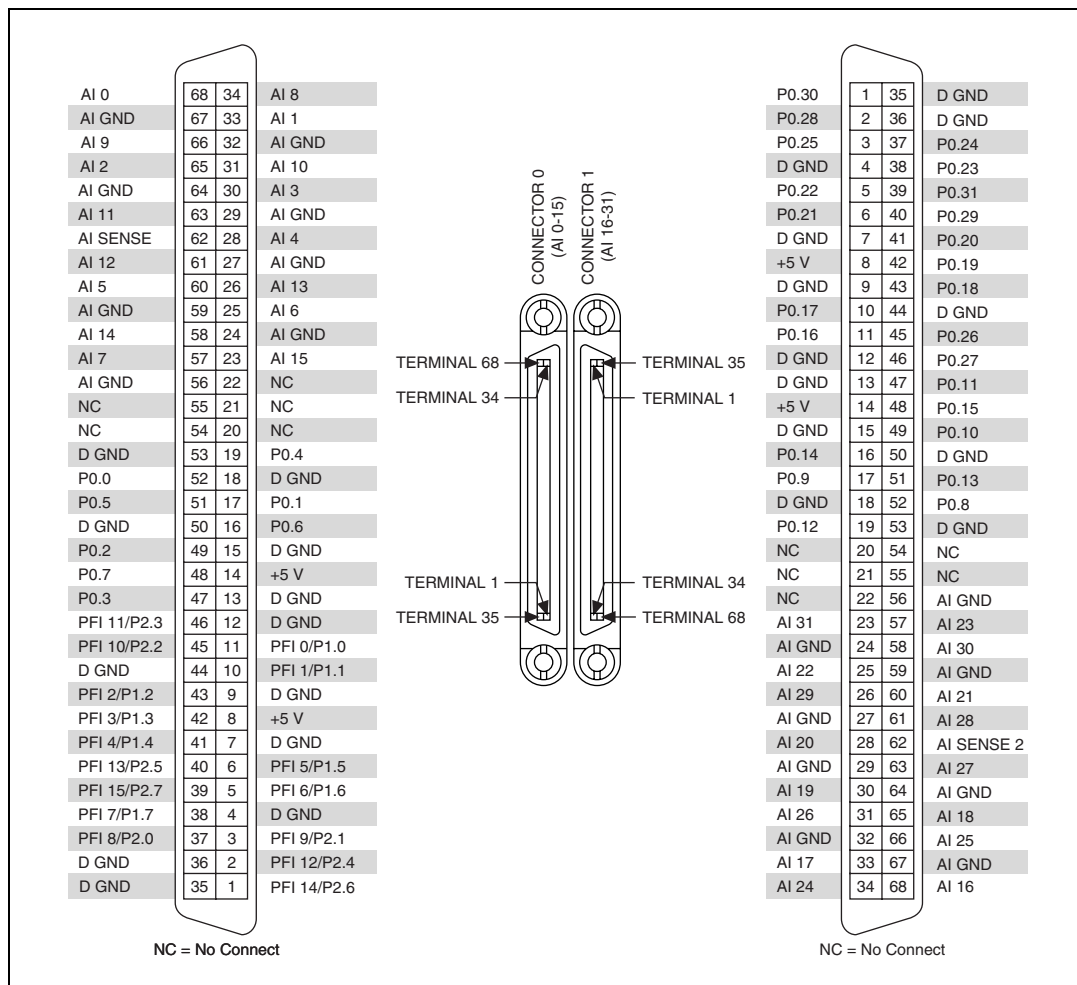 AI 0 68 34 AI 8
AI GND 67 33 AI 1
AI 9 66 32 AI GND
AI 2 65 31 AI 10
AI GND 64 30 AI 3
AI 11 63 29 AI GND
AI SENSE 62 28 AI 4
AI 12 61 27 AI GND
AI 5 60 26 AI 13
AI GND 59 25 AI 6
AI 14 58 24 AI GND
AI 7 57 23 AI 15
AI GND 56 22 NC
NC 55 21 NC
NC 54 20 NC
D GND 53 19 P0.4
P0.0 52 18 D GND
P0.5 51 17 P0.1
D GND 50 16 P0.6
P0.2 49 15 D GND
P0.7 48 14 +5 V
P0.3 47 13 D GND
PFI 11/P2.3 46 12 D GND
PFI 10/P2.2 45 11 PFI 0/P1.0
D GND 44 10 PFI 1/P1.1
PFI 2/P1.2 43 9 D GND
PFI 3/P1.3 42 8 +5 V
PFI 4/P1.4 41 7 D GND
PFI 13/P2.5 40 6 PFI 5/P1.5
PFI 15/P2.7 39 5 PFI 6/P1.6
PFI 7/P1.7 38 4 D GND
PFI 8/P2.0 37 3 PFI 9/P2.1
D GND 36 2 PFI 12/P2.4
D GND 35 1 PFI 14/P2.6
NC = No Connect
CONNECTOR 0
(AI 0-15)
CONNECTOR 1
(AI 16-31)
TERMINAL 68
TERMINAL 34
TERMINAL 35
TERMINAL 1
TERMINAL 1
TERMINAL 35
TERMINAL 34
TERMINAL 68
P0.30 1 35 D GND
P0.28 2 36 D GND
P0.25 3 37 P0.24
D GND 4 38 P0.23
P0.22 5 39 P0.31
P0.21 6 40 P0.29
D GND 7 41 P0.20
+5 V 8 42 P0.19
D GND 9 43 P0.18
P0.17 10 44 D GND
P0.16 11 45 P0.26
D GND 12 46 P0.27
D GND 13 47 P0.11
+5 V 14 48 P0.15
D GND 15 49 P0.10
P0.14 16 50 D GND
P0.9 17 51 P0.13
D GND 18 52 P0.8
P0.12 19 53 D GND
NC 20 54 NC
NC 21 55 NC
NC 22 56 AI GND
AI 31 23 57 AI 23
AI GND 24 58 AI 30
AI 22 25 59 AI GND
AI 29 26 60 AI 21
AI GND 27 61 AI 28
AI 20 28 62 AI SENSE 2
AI GND 29 63 AI 27
AI 19 30 64 AI GND
AI 26 31 65 AI 18
AI GND 32 66 AI 25
AI 17 33 67 AI GND
AI 24 34 68 AI 16
NC = No Connect